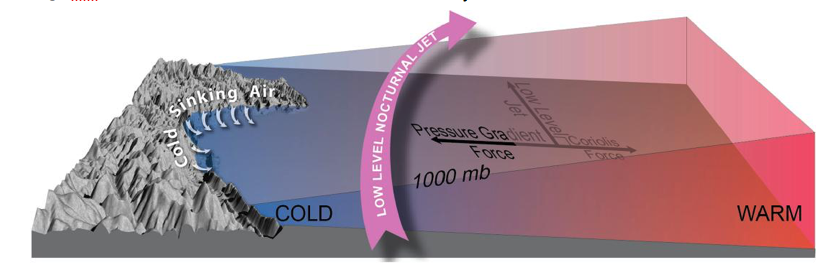 Cold Sinking Air
LOW LEVEL NOCTURNAL JET
Low Level
Jet
Pressure Gradient
Force
Coriolis
Force
1000 mb
COLD
WARM